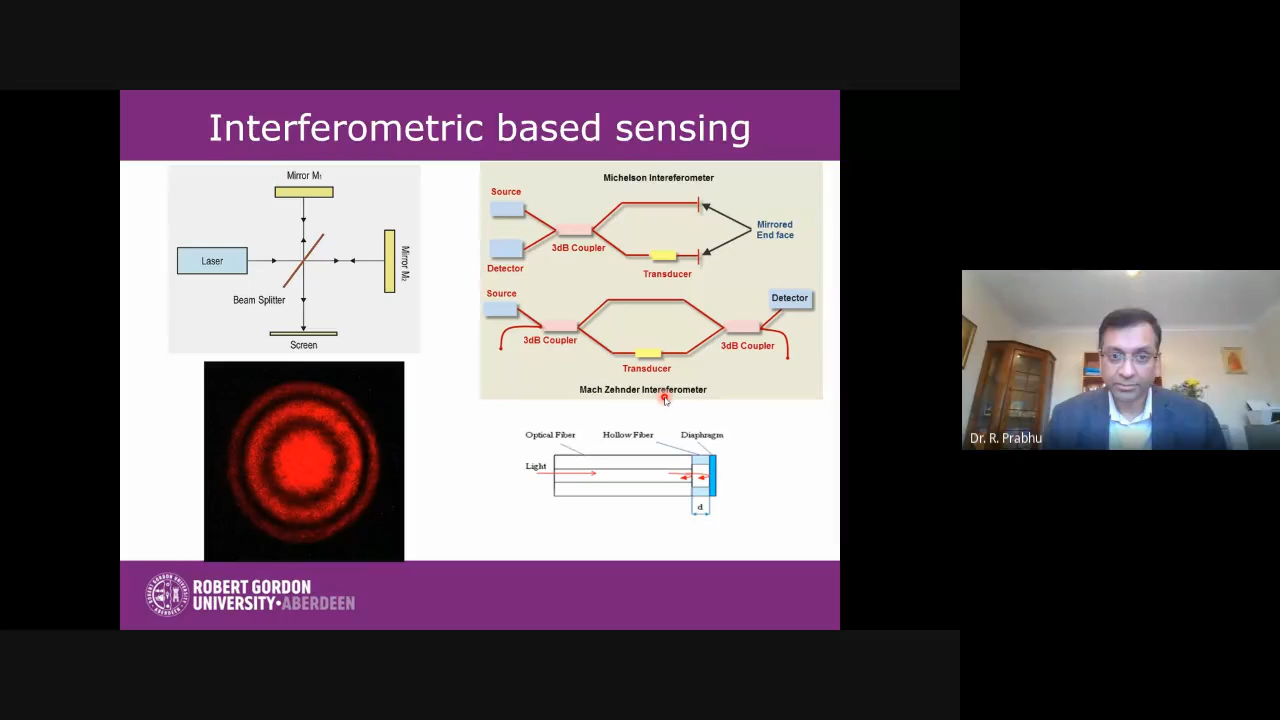 Interferometric based sensing
Mirror M1
Laser
Mirror M2
Beam Splitter
Screen
Michelson Intereferometer
Source
Mirrored
End face
3dB Coupler
Detector
Transducer
Source
Detector
3dB Coupler
3dB Coupler
Transducer
Mach Zehnder Intereferometer
Optical Fiber
Hollow Fiber
Diaphragm
Light
d
ROBERT GORDON
UNIVERSITY•ABERDEEN
Dr. R. Prabhu